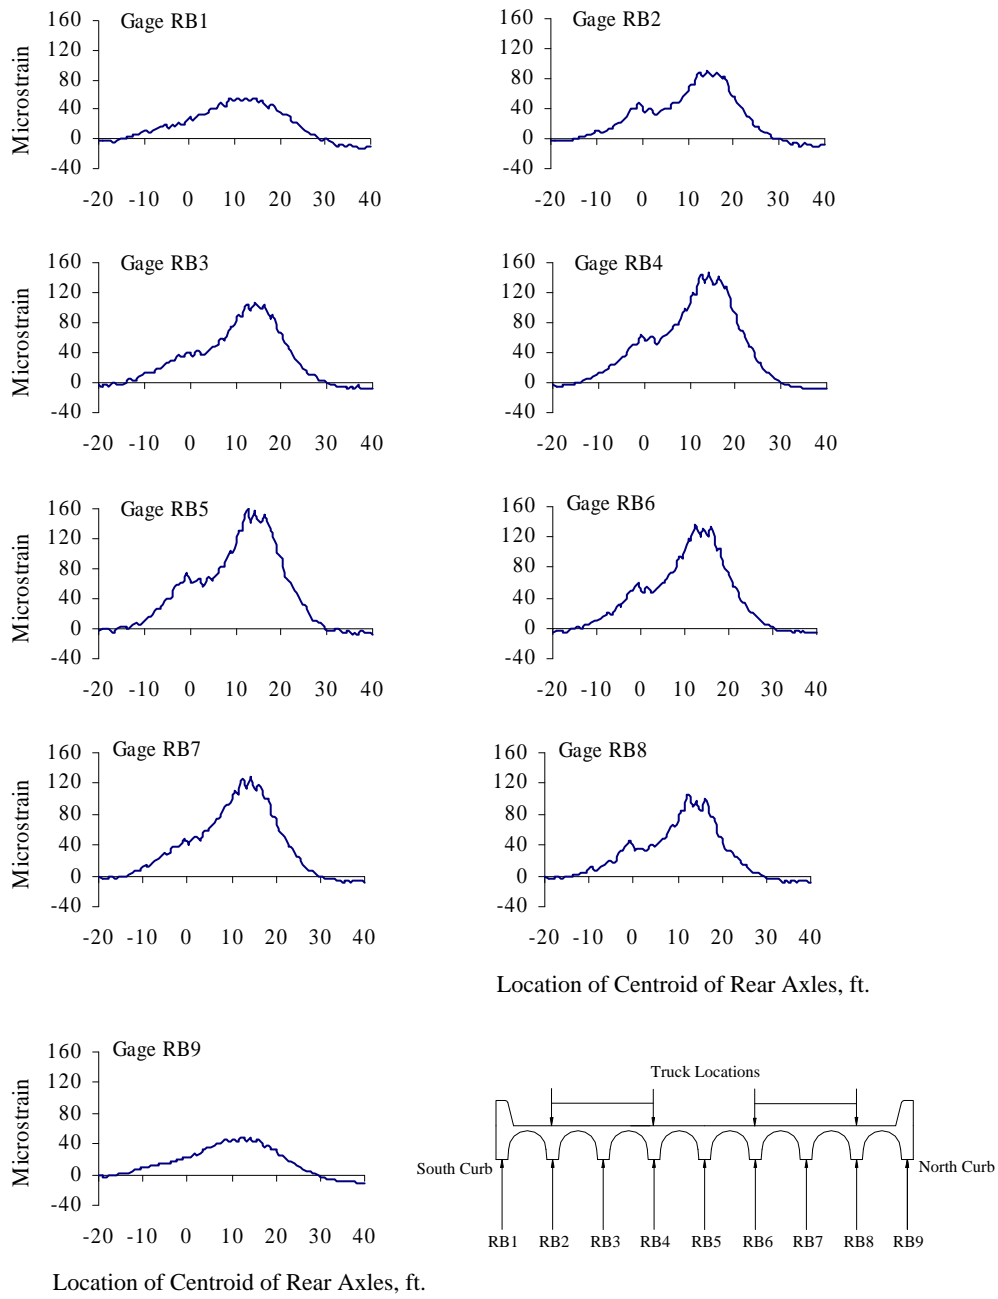 Gage RB1
Microstrain
160
120
80
40
0
-40
-20 -10 0 10 20 30 40
Gage RB2
160
120
80
40
0
-40
-20 -10 0 10 20 30 40
Gage RB3
Microstrain
160
120
80
40
0
-40
-20 -10 0 10 20 30 40
Gage RB4
160
120
80
40
0
-40
-20 -10 0 10 20 30 40
Gage RB5
Microstrain
160
120
80
40
0
-40
-20 -10 0 10 20 30 40
Gage RB6
160
120
80
40
0
-40
-20 -10 0 10 20 30 40
Gage RB7
Microstrain
160
120
80
40
0
-40
-20 -10 0 10 20 30 40
Gage RB8
160
120
80
40
0
-40
-20 -10 0 10 20 30 40
Location of Centroid of Rear Axles, ft.
Gage RB9
Microstrain
160
120
80
40
0
-40
-20 -10 0 10 20 30 40
Location of Centroid of Rear Axles, ft.
Truck Locations
South Curb
North Curb
RB1 RB2 RB3 RB4 RB5 RB6 RB7 RB8 RB9